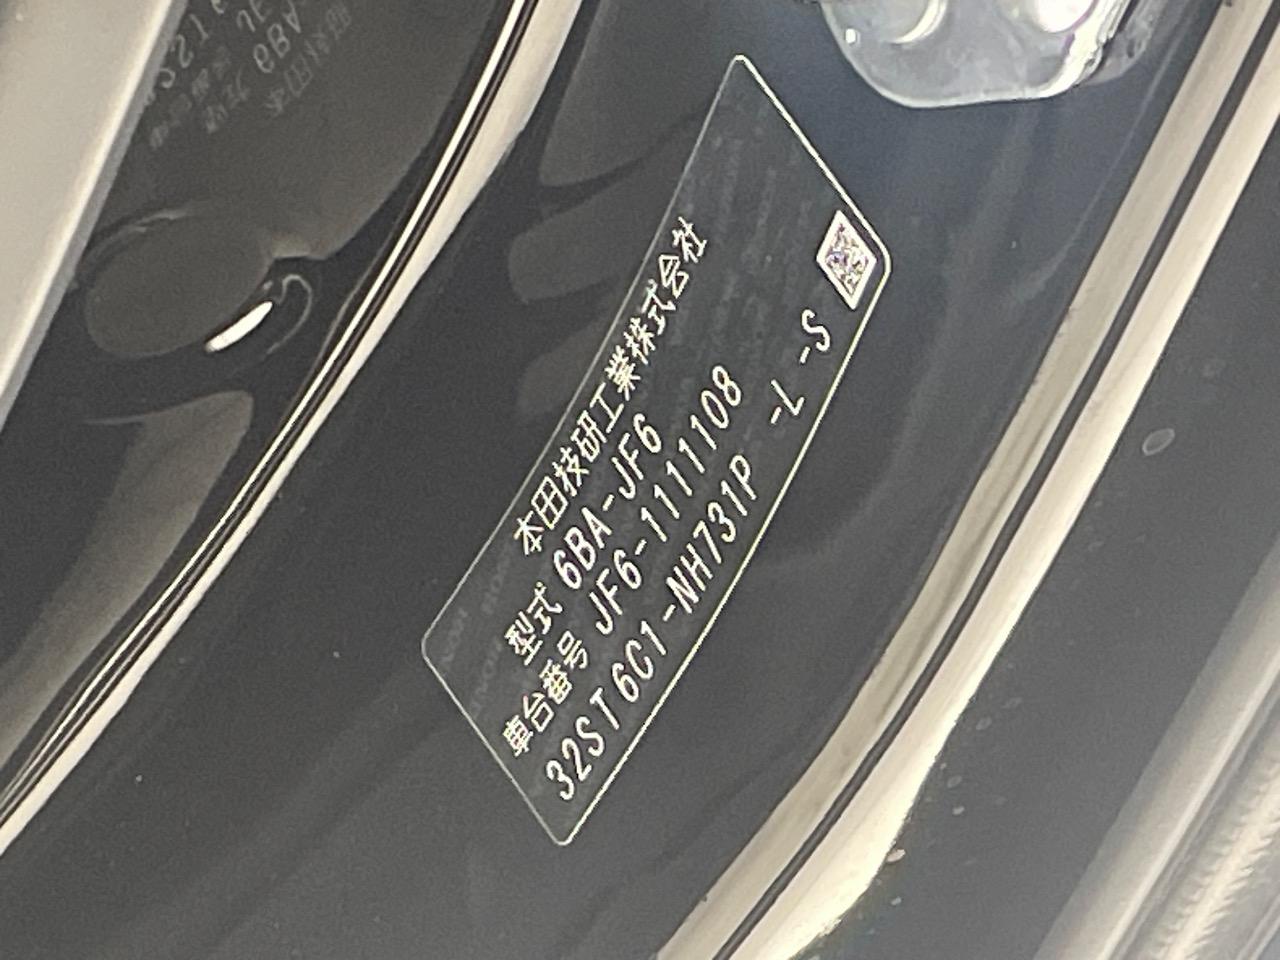 本田技研工業株式会社
型式 6BA-JF6
車台番号 JF6-1111108
32ST6C1-NH731P -L -S